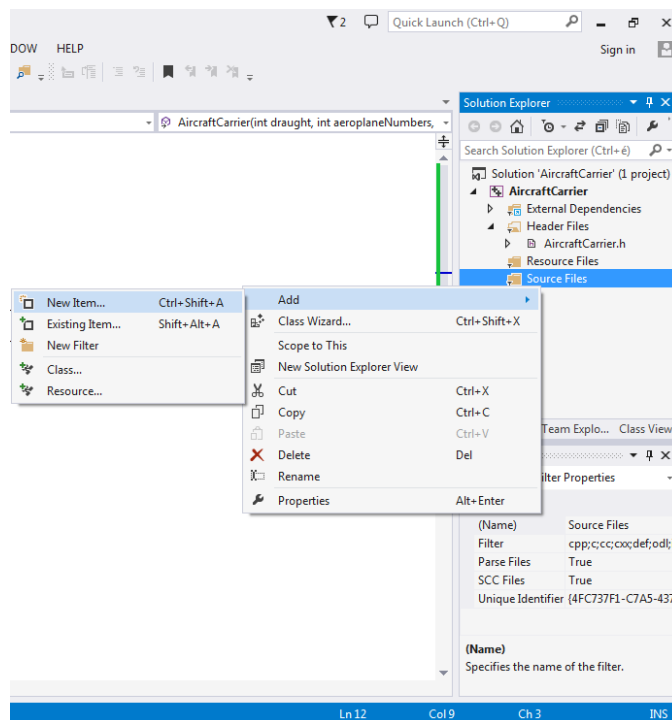 2
Quick Launch (Ctrl+Q)
DOW HELP
Sign in
AircraftCarrier(int draught, int aeroplaneNumbers,
Solution Explorer
Search Solution Explorer (Ctrl+é)
Solution 'AircraftCarrier' (1 project)
AircraftCarrier
External Dependencies
Header Files
AircraftCarrier.h
Resource Files
Source Files
New Item... Ctrl+Shift+A
Existing Item... Shift+Alt+A
New Filter
Class...
Resource...
Add
Class Wizard... Ctrl+Shift+X
Scope to This
New Solution Explorer View
Cut Ctrl+X
Copy Ctrl+C
Paste Ctrl+V
Delete Del
Rename
Properties Alt+Enter
Team Explo... Class View
ilter Properties
(Name) Source Files
Filter cpp;c;cc;cxx;def;odl;
Parse Files True
SCC Files True
Unique Identifier {4FC737F1-C7A5-437
(Name)
Specifies the name of the filter.
Ln 12 Col 9 Ch 3 INS